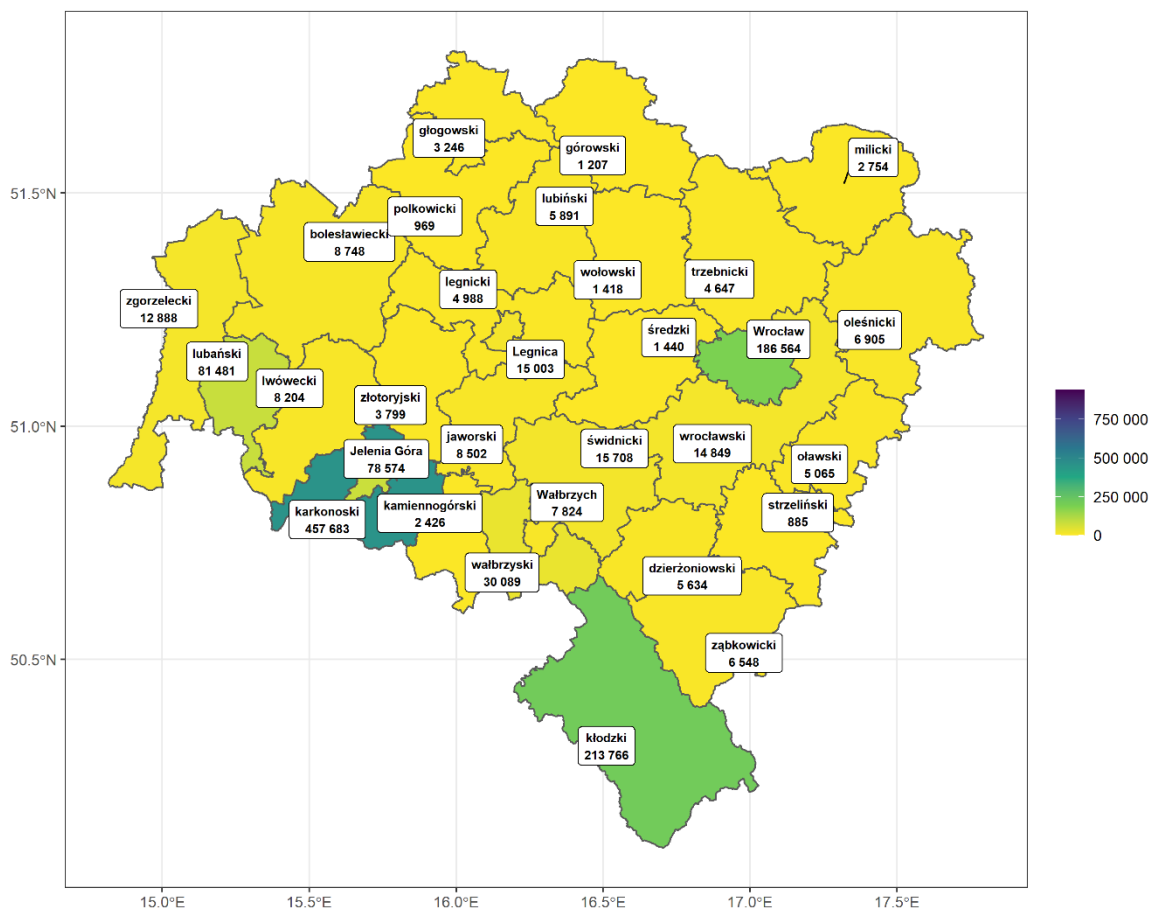 głogowski
3 246
górowski
1 207
milicki
2 754
51.5°N
lubiński
5 891
polkowicki
969
bolesławiecki
8 748
legnicki
4 988
wołowski
1 418
trzebnicki
4 647
zgorzelecki
12 888
średzki
1 440
Wrocław
186 564
oleśnicki
6 905
lubański
81 481
Legnica
15 003
lwówecki
8 204
złotoryjski
3 799
750 000
500 000
250 000
0
51.0°N
jaworski
8 502
świdnicki
15 708
wrocławski
14 849
Jelenia Góra
78 574
oławski
5 065
Wałbrzych
7 824
karkonoski
457 683
kamiennogórski
2 426
strzeliński
885
wałbrzyski
30 089
dzierżoniowski
5 634
50.5°N
ząbkowicki
6 548
kłodzki
213 766
15.0°E
15.5°E
16.0°E
16.5°E
17.0°E
17.5°E